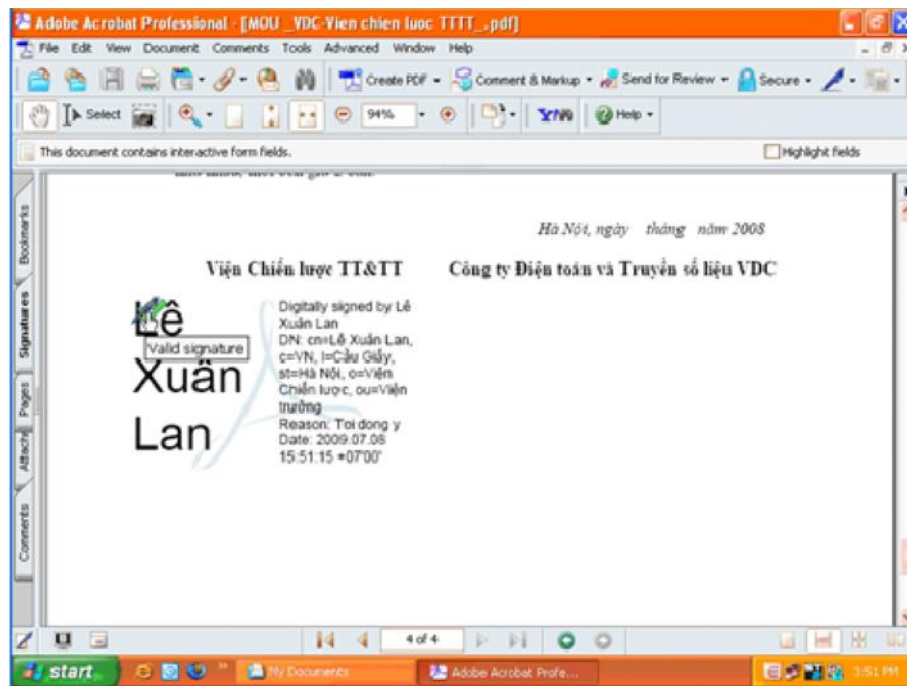 Adobe Acrobat Professional - [MOU _VDC-Vien chien luoc TTTT_.pdf]
File Edit View Document Comments Tools Advanced Window Help
Create PDF Comment & Markup Send for Review Secure
Select 94% Help
This document contains interactive form fields. Highlight fields
Bookmarks
Signatures
Pages
Comments
Hà Nội, ngày tháng năm 2008
Viện Chiến lược TT&TT Công ty Điện toán và Truyền số liệu VDC
Lê
Xuân
Lan
Valid signature
Digitally signed by Lê
Xuân Lan
DN: cn=Lê Xuân Lan,
c=VN, l=Cầu Giấy,
st=Hà Nội, o=Viện
Chiến lược, ou=Viện
trưởng
Reason: Toi dong y
Date: 2009.07.08
15:51:15 +07'00'
4 of 4
start My Documents Adobe Acrobat Profe... 3:51 PM